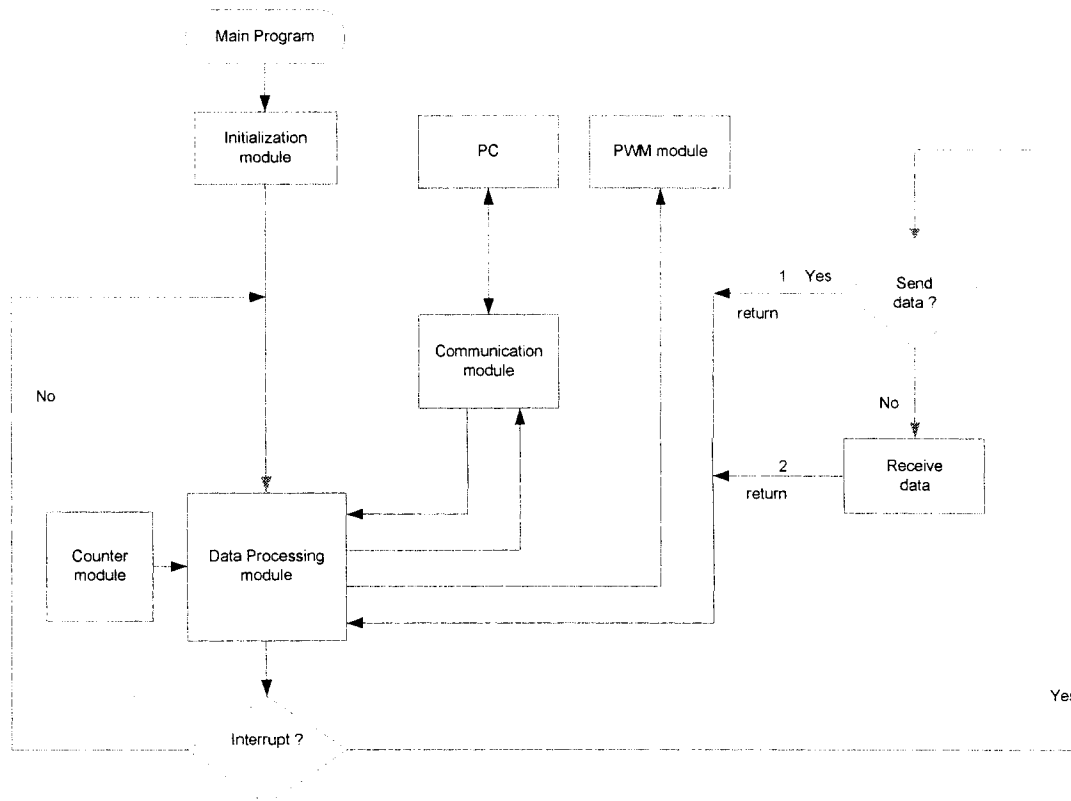 Main Program
Initialization
module
PC
PWM module
1 Yes
return
Send
data ?
Communication
module
No
No
2
return
Receive
data
Counter
module
Data Processing
module
Yes
Interrupt ?